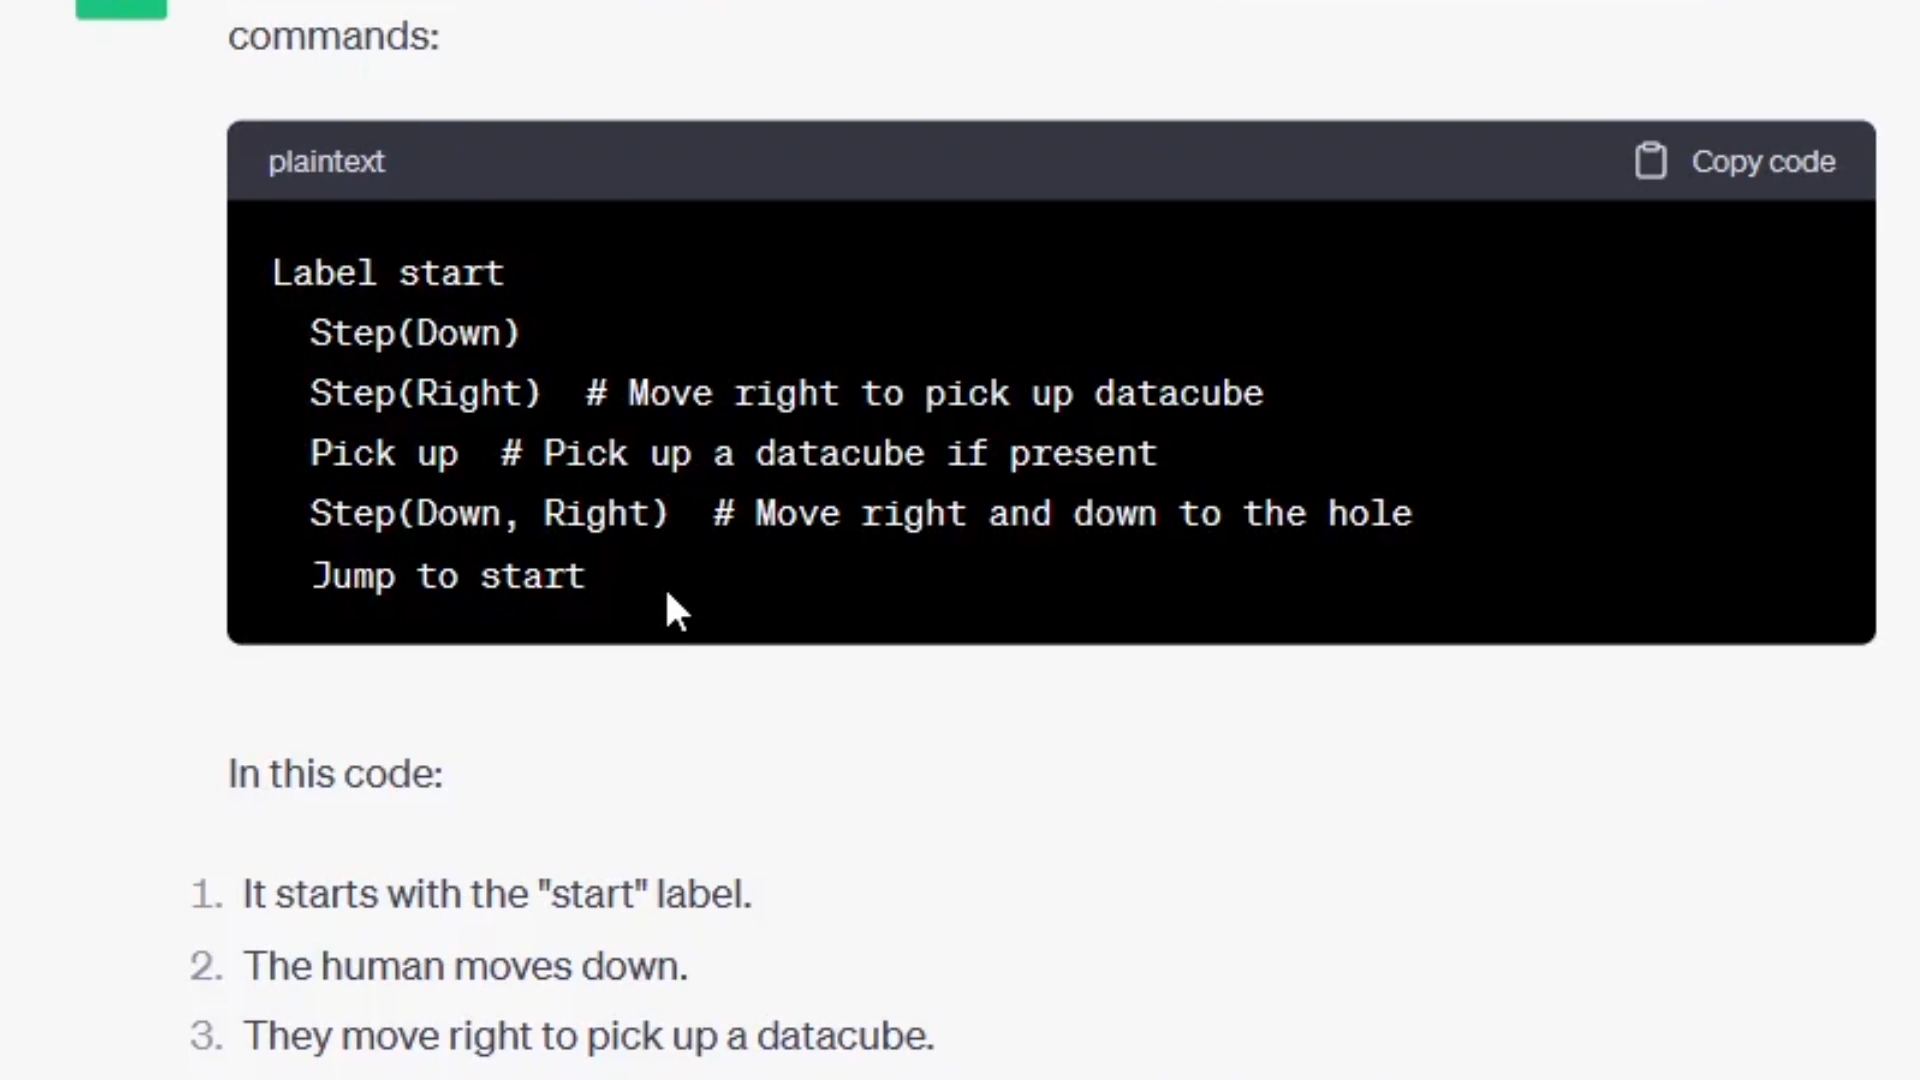 commands:
plaintext
Copy code
Label start
Step(Down)
Step(Right)  # Move right to pick up datacube
Pick up  # Pick up a datacube if present
Step(Down, Right)  # Move right and down to the hole
Jump to start
In this code:
1. It starts with the "start" label.
2. The human moves down.
3. They move right to pick up a datacube.